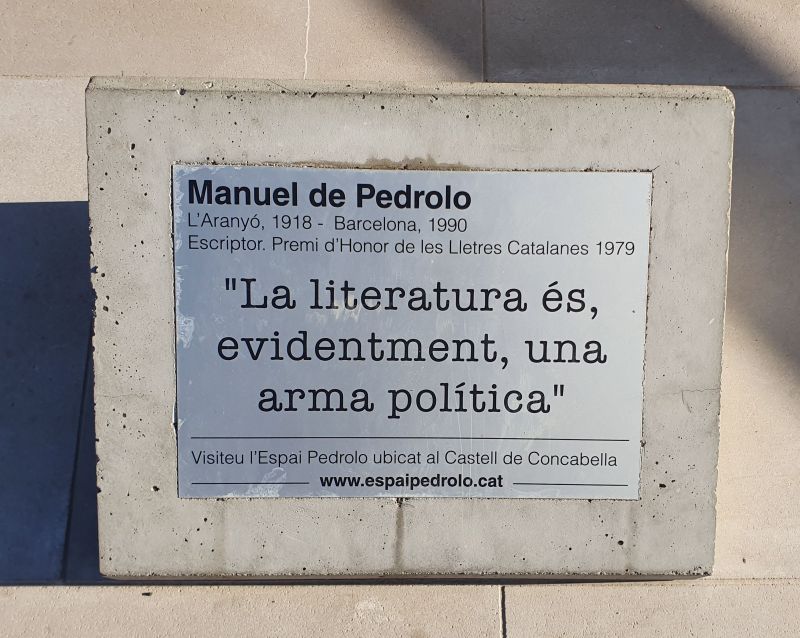 Manuel de Pedrolo
L'Aranyó, 1918 - Barcelona, 1990
Escriptor. Premi d'Honor de les Lletres Catalanes 1979
"La literatura és,
evidentment, una
arma política"
Visiteu l'Espai Pedrolo ubicat al Castell de Concabella
www.espaipedrolo.cat